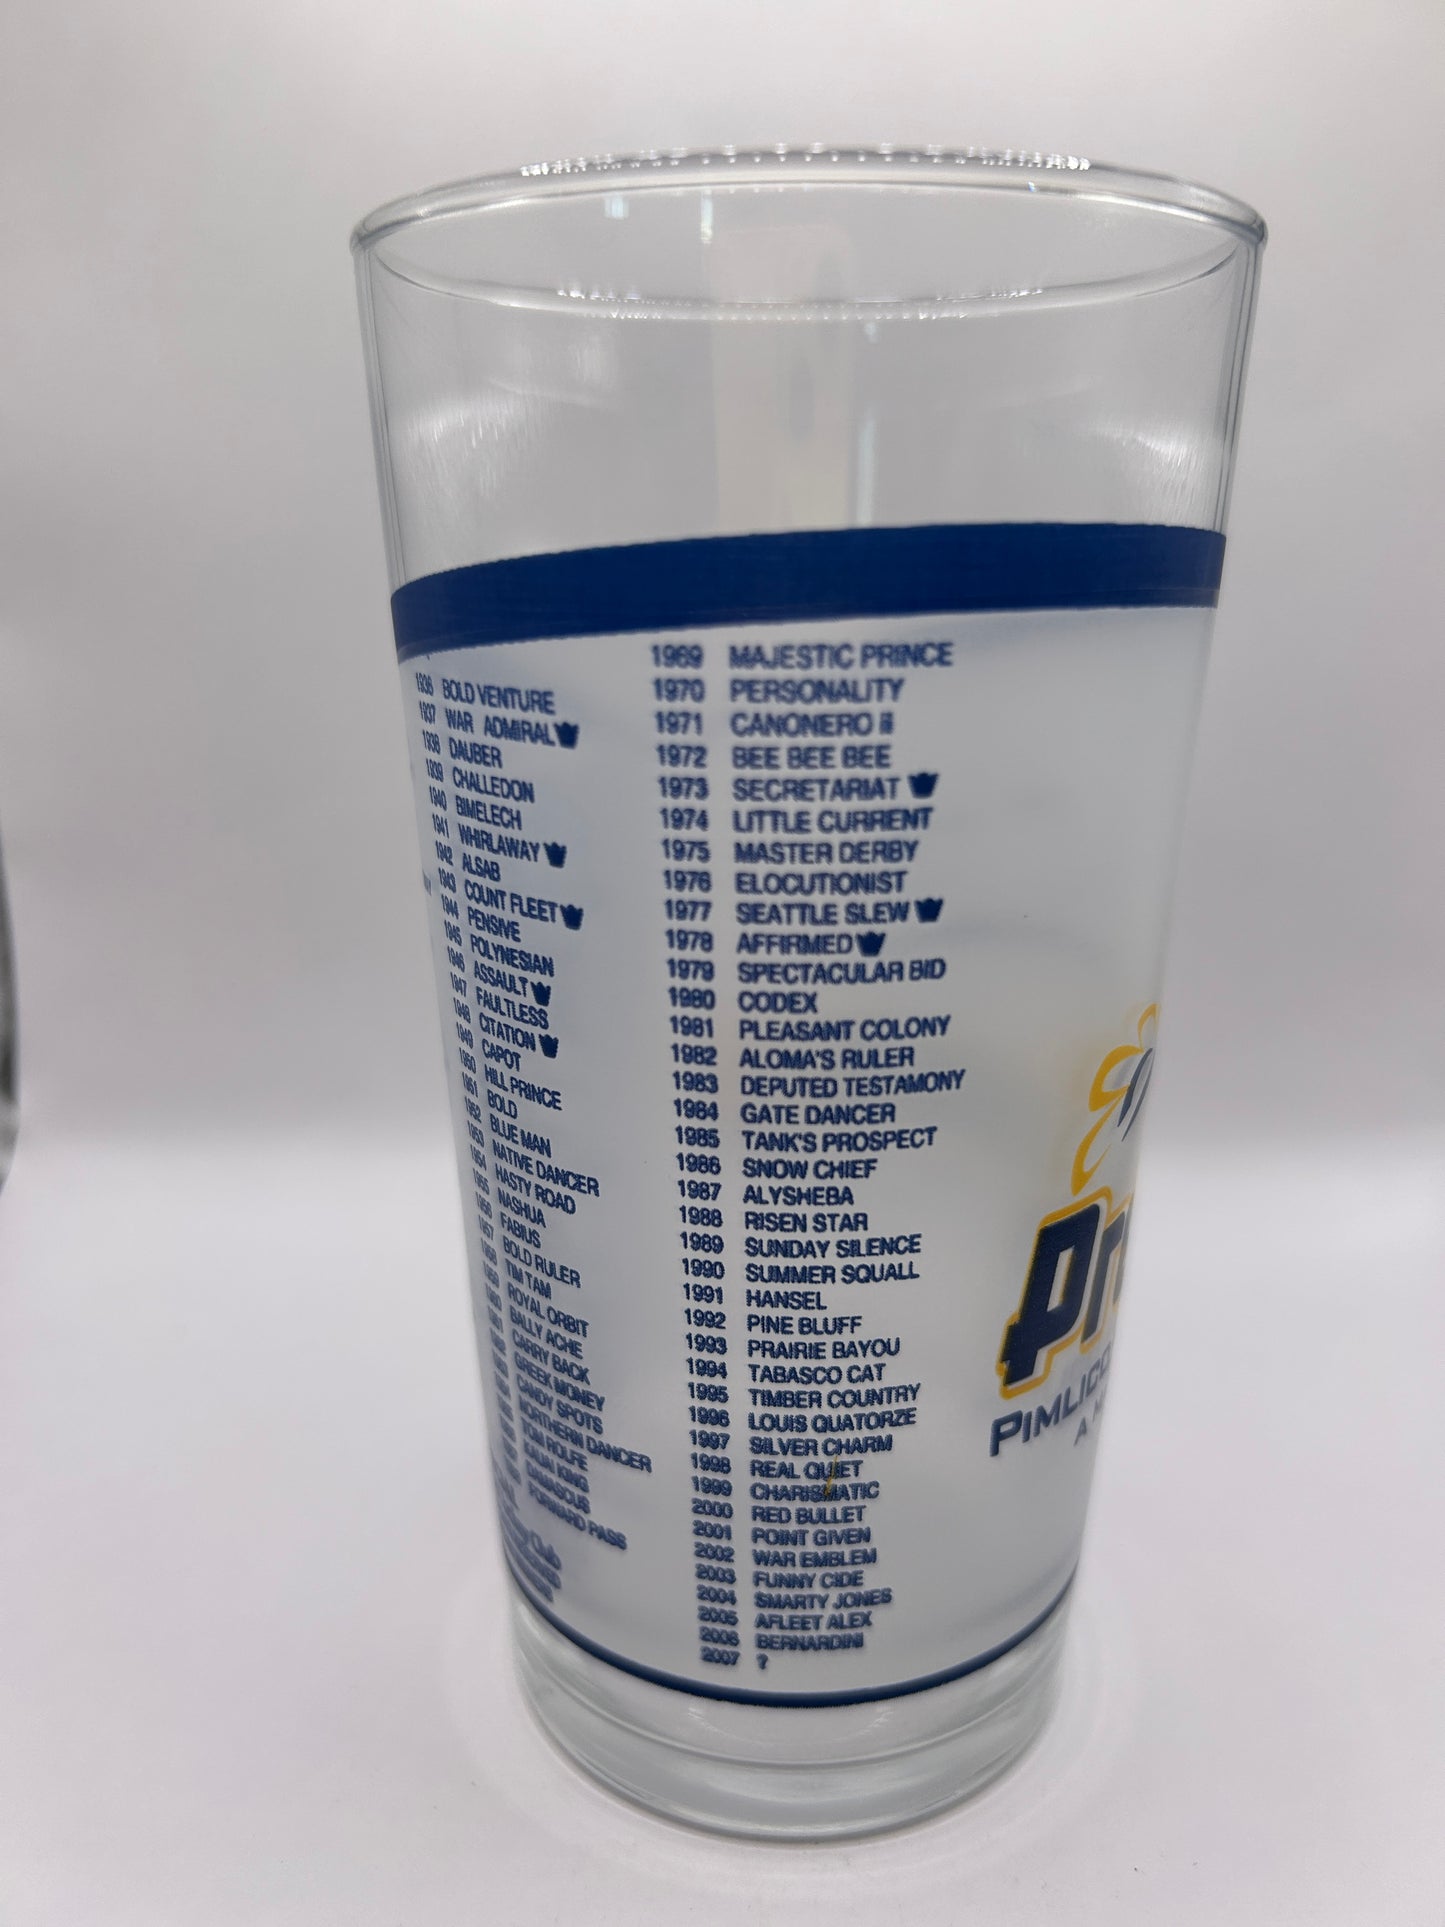 1936 BOLD VENTURE
1937 WAR ADMIRAL
1938 DAUBER
1939 CHALLEDON
1940 BIMELECH
1941 WHIRLAWAY
1942 ALSAB
1943 COUNT FLEET
1944 PENSIVE
1945 POLYNESIAN
1946 ASSAULT
1947 FAULTLESS
1948 CITATION
1949 CAPOT
1950 HILL PRINCE
1951 BOLD
1952 BLUE MAN
1953 NATIVE DANCER
1954 HASTY ROAD
1955 NASHUA
1956 FABIUS
1957 BOLD RULER
1958 TIM TAM
1959 ROYAL ORBIT
1960 BALLY ACHE
1961 CARRY BACK
GREEK MONEY
CANDY SPOTS
NORTHERN DANCER
TOM ROLFE
KAUAI KING
DAMASCUS
FORWARD PASS
Club
1969 MAJESTIC PRINCE
1970 PERSONALITY
1971 CANONERO II
1972 BEE BEE BEE
1973 SECRETARIAT
1974 LITTLE CURRENT
1975 MASTER DERBY
1976 ELOCUTIONIST
1977 SEATTLE SLEW
1978 AFFIRMED
1979 SPECTACULAR BID
1980 CODEX
1981 PLEASANT COLONY
1982 ALOMA'S RULER
1983 DEPUTED TESTAMONY
1984 GATE DANCER
1985 TANK'S PROSPECT
1986 SNOW CHIEF
1987 ALYSHEBA
1988 RISEN STAR
1989 SUNDAY SILENCE
1990 SUMMER SQUALL
1991 HANSEL
1992 PINE BLUFF
1993 PRAIRIE BAYOU
1994 TABASCO CAT
1995 TIMBER COUNTRY
1996 LOUIS QUATORZE
1997 SILVER CHARM
1998 REAL QUIET
1999 CHARISMATIC
2000 RED BULLET
2001 POINT GIVEN
2002 WAR EMBLEM
2003 FUNNY CIDE
2004 SMARTY JONES
2005 AFLEET ALEX
2006 BERNARDINI
2007 ?
Pr
PIMLICO
A M